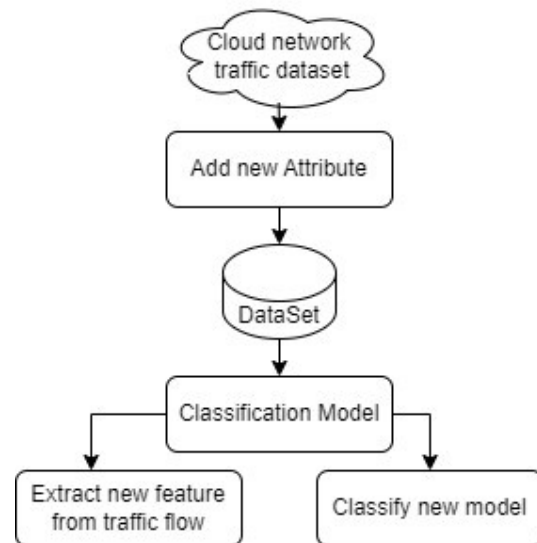 Cloud network
traffic dataset
Add new Attribute
DataSet
Classification Model
Extract new feature
from traffic flow
Classify new model